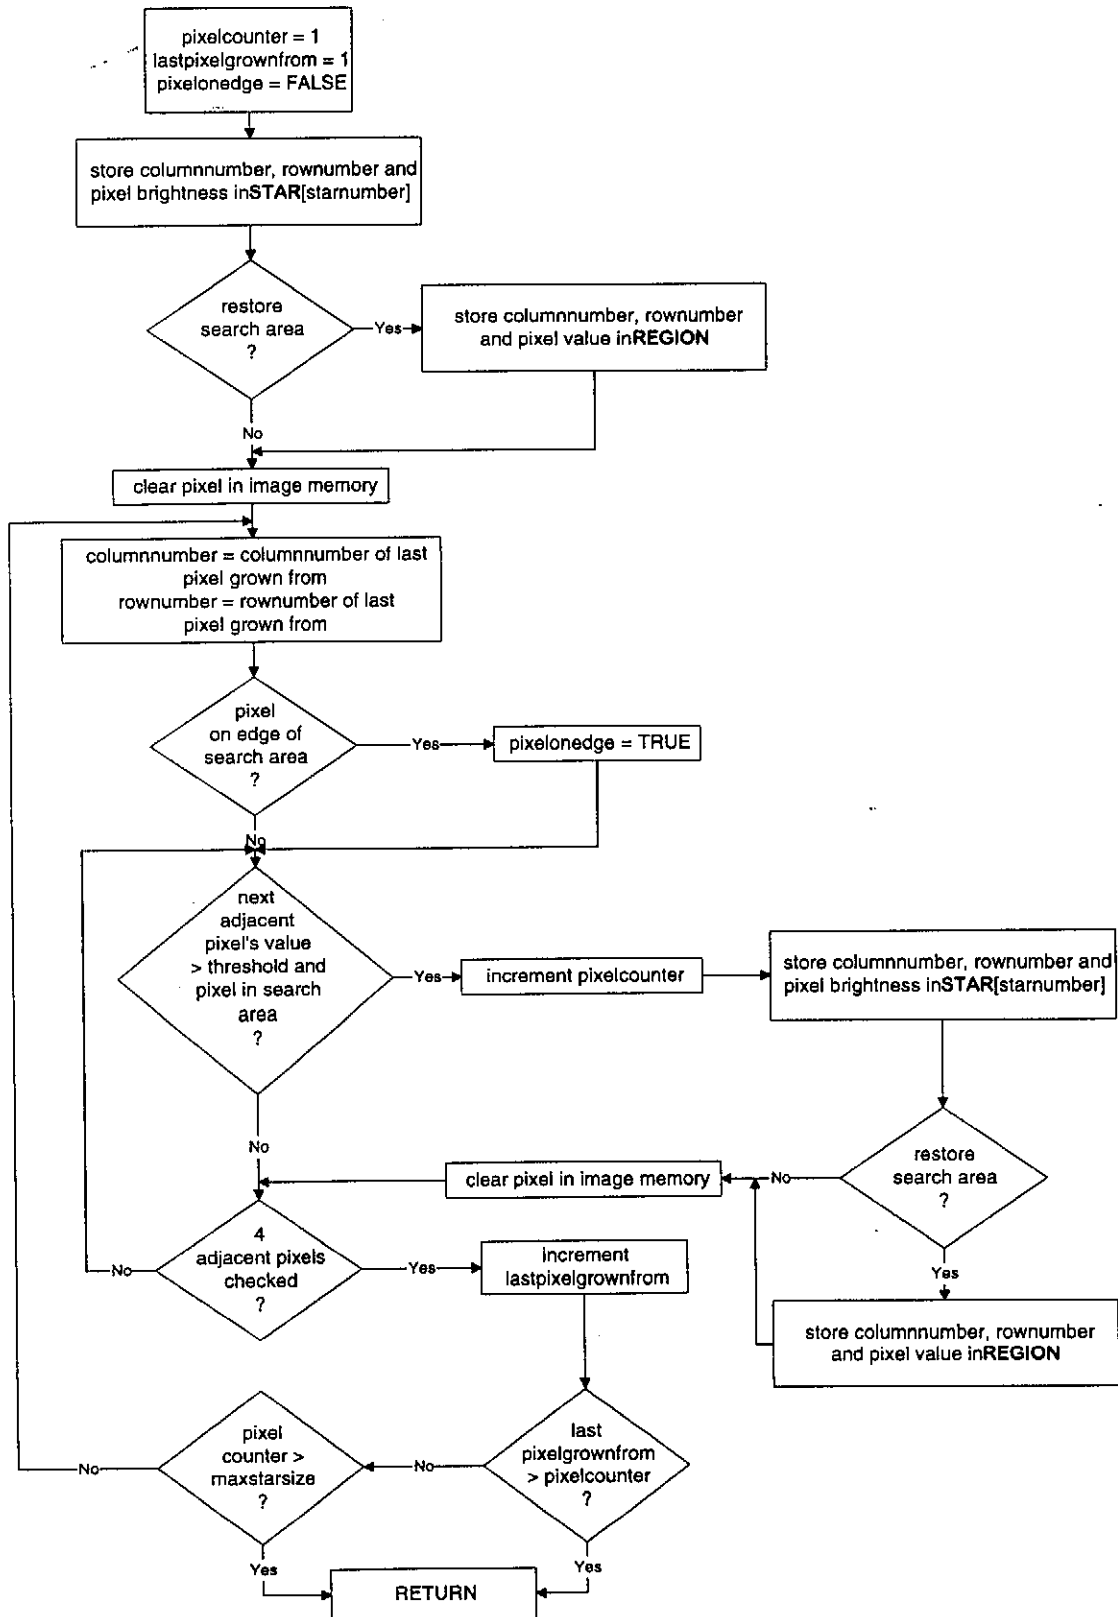 pixelcounter = 1
lastpixelgrownfrom = 1
pixelonedge = FALSE
store columnnumber, rownumber and
pixel brightness inSTAR[starnumber]
restore
search area
?
Yes
store columnnumber, rownumber
and pixel value inREGION
No
clear pixel in image memory
columnnumber = columnnumber of last
pixel grown from
rownumber = rownumber of last
pixel grown from
pixel
on edge of
search area
?
Yes
pixelonedge = TRUE
No
next
adjacent
pixel's value
> threshold and
pixel in search
area
?
Yes
increment pixelcounter
store columnnumber, rownumber and
pixel brightness inSTAR[starnumber]
No
restore
search area
?
No
clear pixel in image memory
Yes
store columnnumber, rownumber
and pixel value inREGION
4
adjacent pixels
checked
?
No
Yes
increment
lastpixelgrownfrom
last
pixelgrownfrom
> pixelcounter
?
No
pixel
counter >
maxstarsize
?
No
Yes
Yes
RETURN